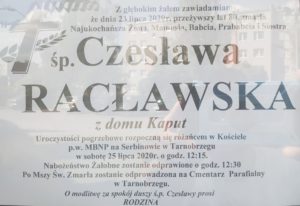 Z głębokim żalem zawiadamiamy
że dnia 23 lipca 2020r. przeżywszy lat 80, zmarła
Najukochańsza Żona, Mamusia, Babcia, Prababcia i Siostra
śp. Czesława
RACŁAWSKA
z domu Kaput
Uroczystości pogrzebowe rozpoczną się różańcem w Kościele
p.w. MBNP na Serbinowie w Tarnobrzegu
w sobotę 25 lipca 2020r, o godz. 12:15.
Nabożeństwo Żałobne zostanie odprawione o godz. 12:30
Po Mszy Św. Zmarła zostanie odprowadzona na Cmentarz Parafialny
w Tarnobrzegu.
O modlitwę za spokój duszy ś.p. Czesławy prosi
RODZINA